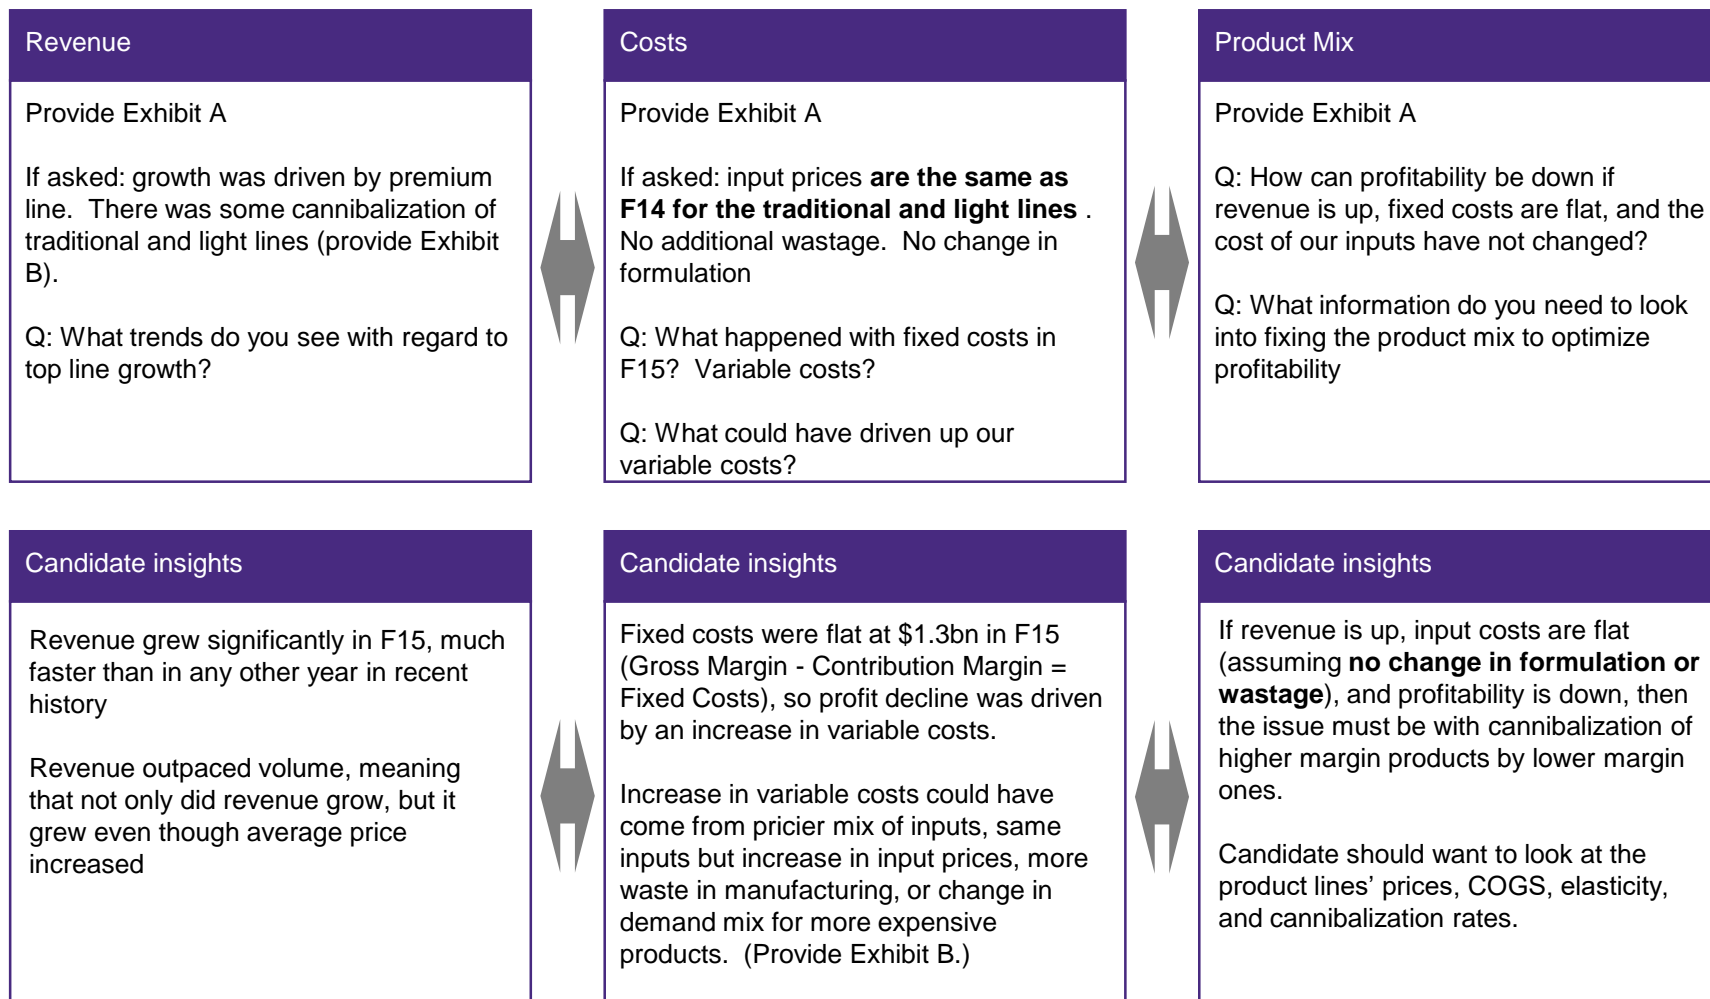 Revenue
Provide Exhibit A
If asked: growth was driven by premium
line.  There was some cannibalization of
traditional and light lines (provide Exhibit
B).
Q: What trends do you see with regard to
top line growth?
Costs
Provide Exhibit A
If asked: input prices are the same as
F14 for the traditional and light lines .
No additional wastage.  No change in
formulation
Q: What happened with fixed costs in
F15?  Variable costs?
Q: What could have driven up our
variable costs?
Product Mix
Provide Exhibit A
Q: How can profitability be down if
revenue is up, fixed costs are flat, and the
cost of our inputs have not changed?
Q: What information do you need to look
into fixing the product mix to optimize
profitability
Candidate insights
Revenue grew significantly in F15, much
faster than in any other year in recent
history
Revenue outpaced volume, meaning
that not only did revenue grow, but it
grew even though average price
increased
Candidate insights
Fixed costs were flat at $1.3bn in F15
(Gross Margin - Contribution Margin =
Fixed Costs), so profit decline was driven
by an increase in variable costs.
Increase in variable costs could have
come from pricier mix of inputs, same
inputs but increase in input prices, more
waste in manufacturing, or change in
demand mix for more expensive
products.  (Provide Exhibit B.)
Candidate insights
If revenue is up, input costs are flat
(assuming no change in formulation or
wastage), and profitability is down, then
the issue must be with cannibalization of
higher margin products by lower margin
ones.
Candidate should want to look at the
product lines’ prices, COGS, elasticity,
and cannibalization rates.